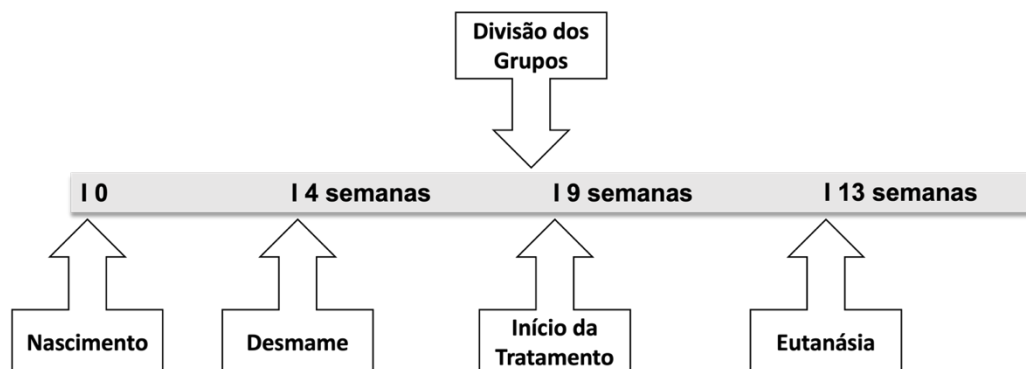 Divisão dos
Grupos
I 0
I 4 semanas
I 9 semanas
I 13 semanas
Nascimento
Desmame
Início da
Tratamento
Eutanásia